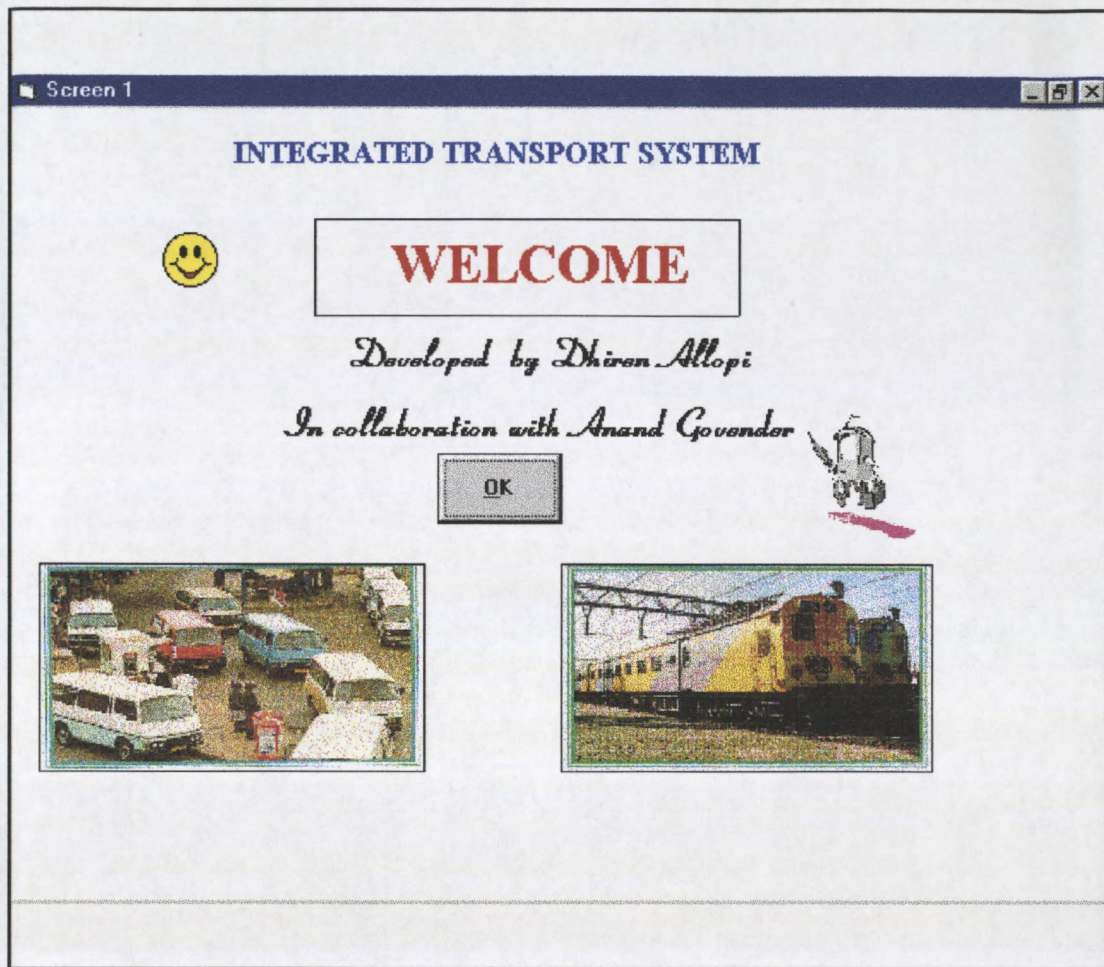 Screen 1
INTEGRATED TRANSPORT SYSTEM
WELCOME
Developed by Dhiren Allopi
In collaboration with Anand Govender
OK